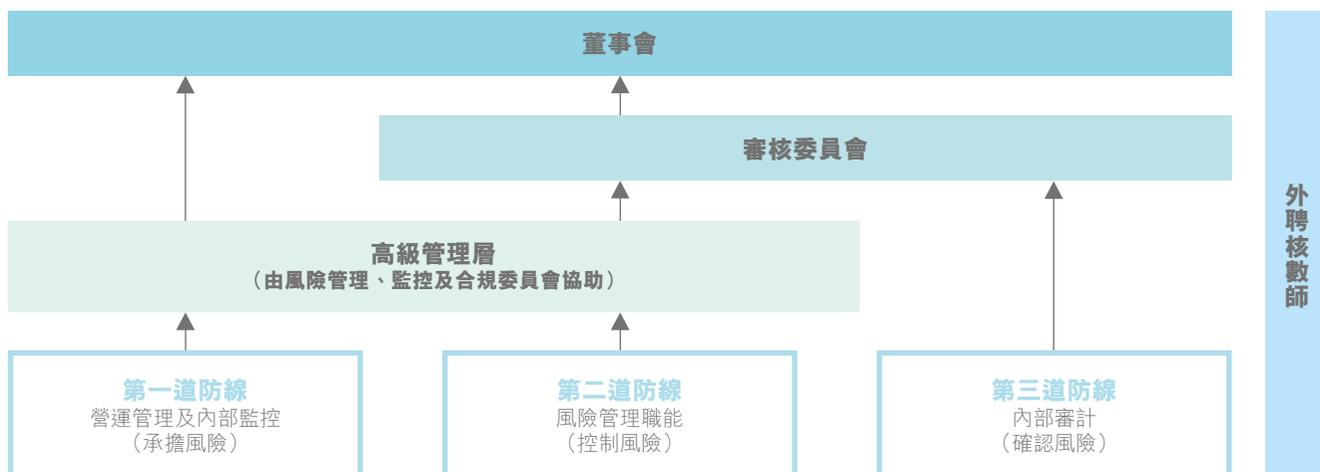 董事會
審核委員會
高級管理層
（由風險管理、監控及合規委員會協助）
第一道防線
營運管理及內部監控
（承擔風險）
第二道防線
風險管理職能
（控制風險）
第三道防線
內部審計
（確認風險）
外聘核數師